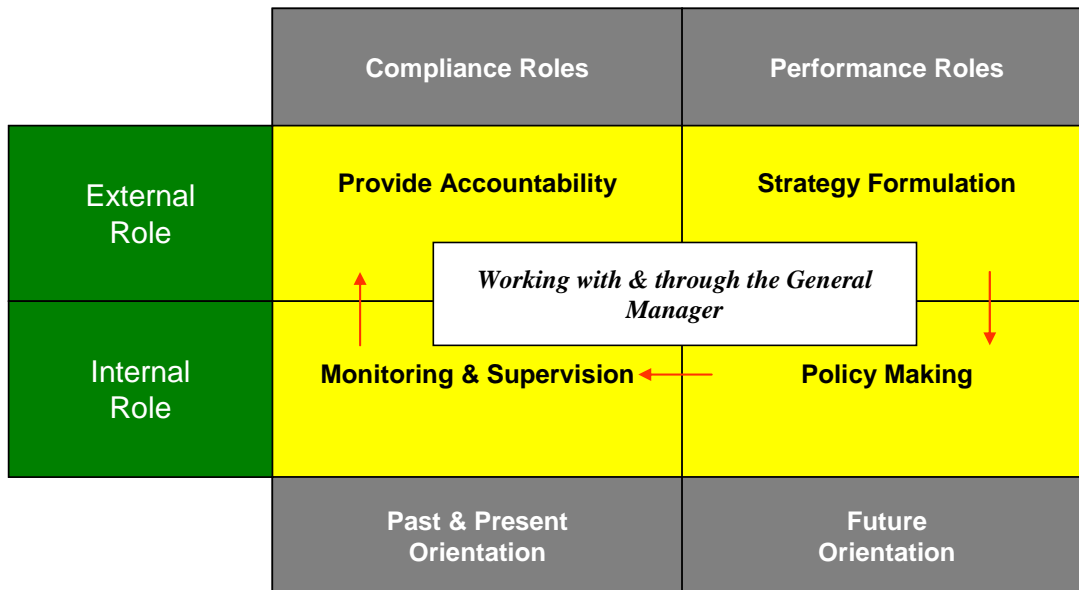 Compliance Roles
Performance Roles
External
Role
Provide Accountability
Strategy Formulation
Working with & through the General
Manager
Internal
Role
Monitoring & Supervision
Policy Making
Past & Present
Orientation
Future
Orientation